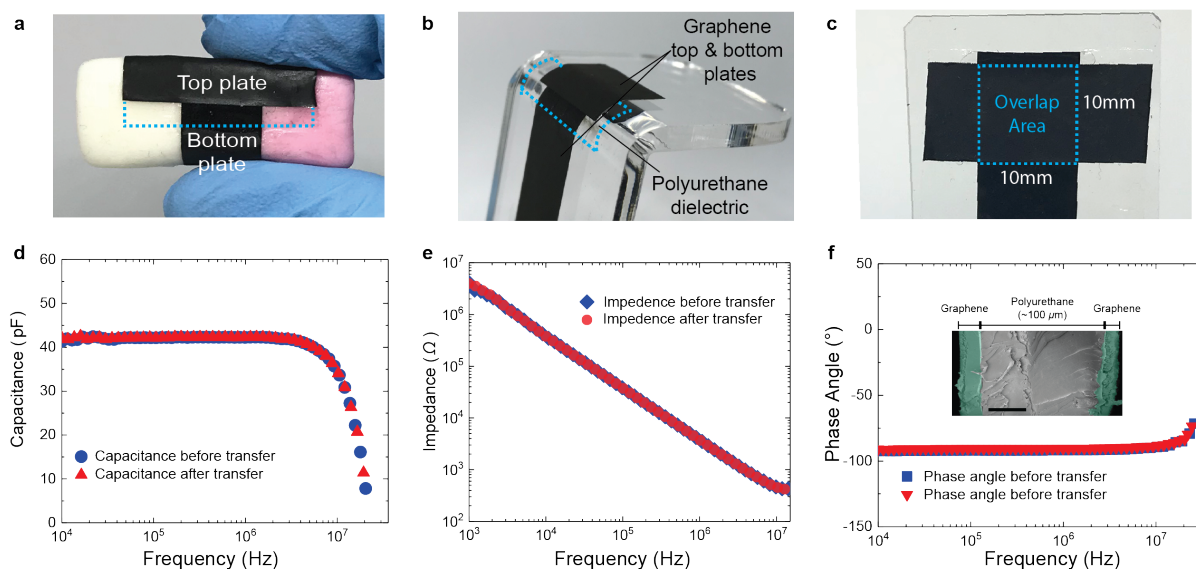 a
Top plate
Bottom
plate
b
Graphene
top & bottom
plates
Polyurethane
dielectric
c
Overlap
Area
10mm
10mm
d
Capacitance (pF)
60
50
40
30
20
10
0
Capacitance before transfer
Capacitance after transfer
10^4
10^5
10^6
10^7
Frequency (Hz)
e
Impedance (Ω)
10^7
10^6
10^5
10^4
10^3
10^2
Impedence before transfer
Impedence after transfer
10^3
10^4
10^5
10^6
10^7
Frequency (Hz)
f
Phase Angle (°)
50
0
-50
-100
-150
Graphene
Polyurethane
(~100 µm)
Graphene
Phase angle before transfer
Phase angle before transfer
10^4
10^5
10^6
10^7
Frequency (Hz)